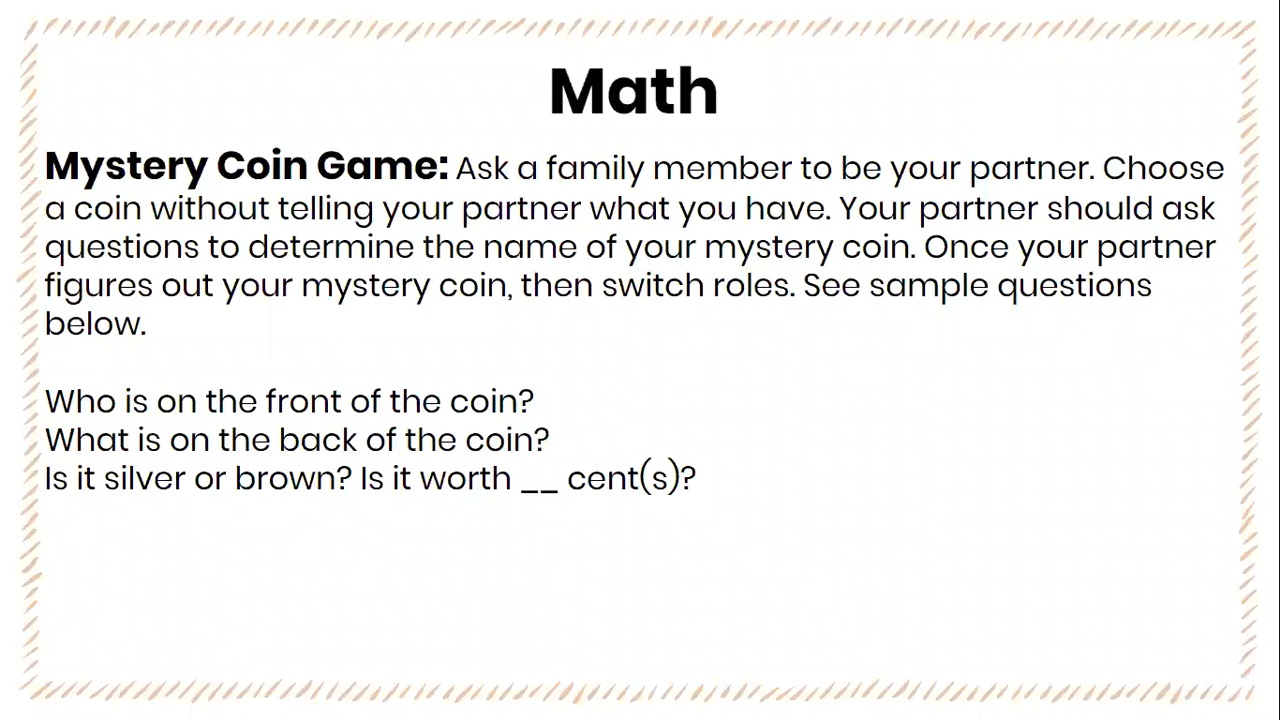 Math
Mystery Coin Game: Ask a family member to be your partner. Choose
a coin without telling your partner what you have. Your partner should ask
questions to determine the name of your mystery coin. Once your partner
figures out your mystery coin, then switch roles. See sample questions
below.
Who is on the front of the coin?
What is on the back of the coin?
Is it silver or brown? Is it worth __ cent(s)?